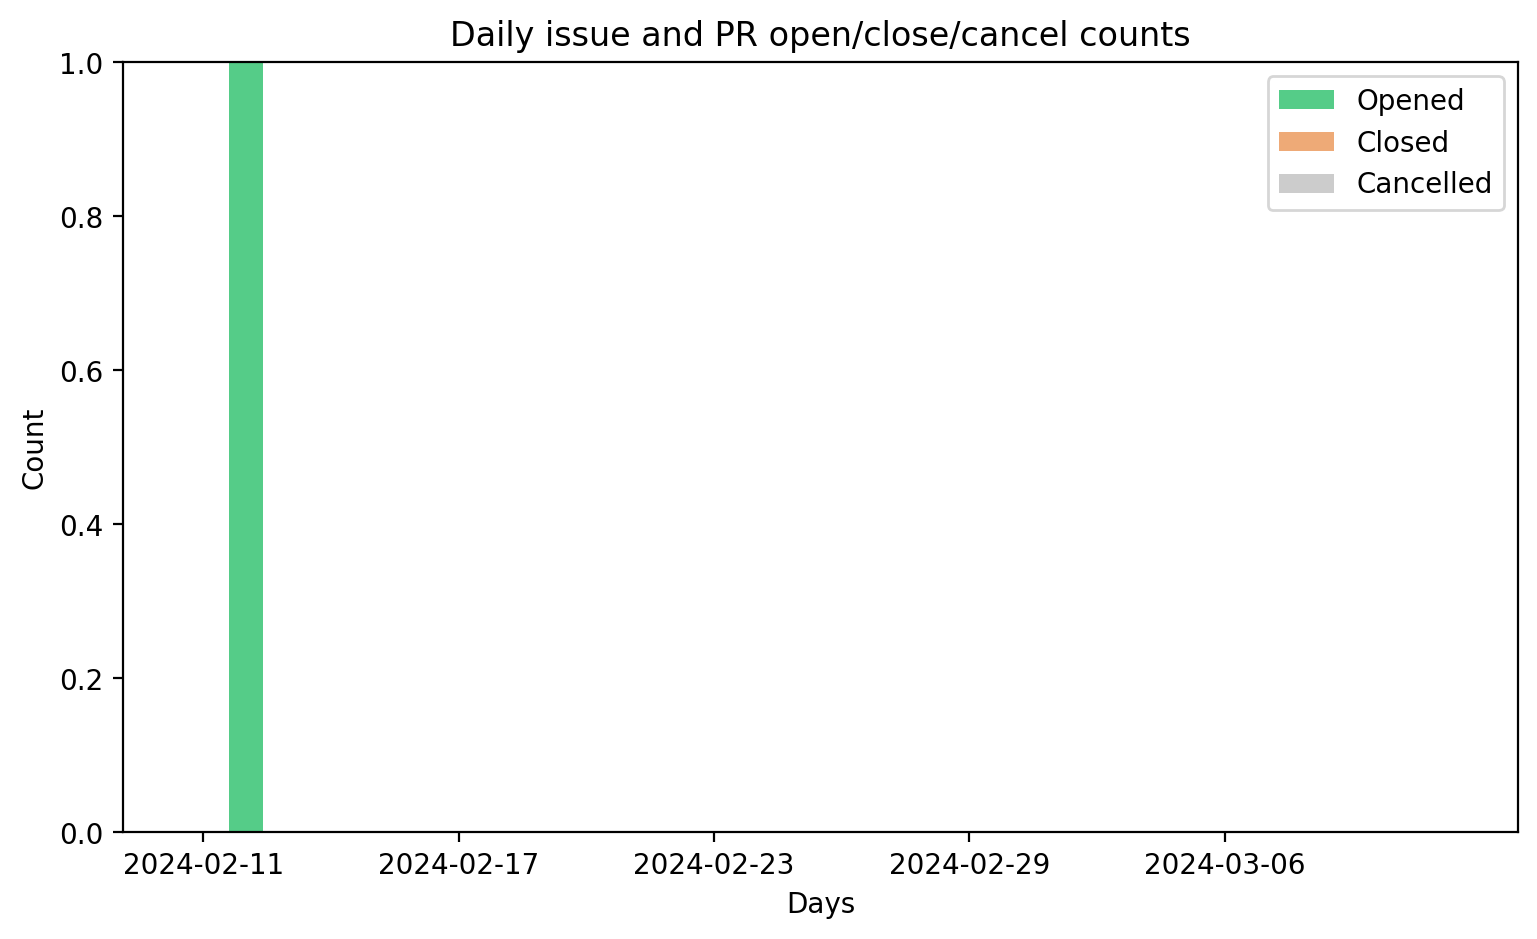 Daily issue and PR open/close/cancel counts
1.0
0.8
0.6
0.4
0.2
0.0
Count
Opened
Closed
Cancelled
2024-02-11 2024-02-17 2024-02-23 2024-02-29 2024-03-06
Days